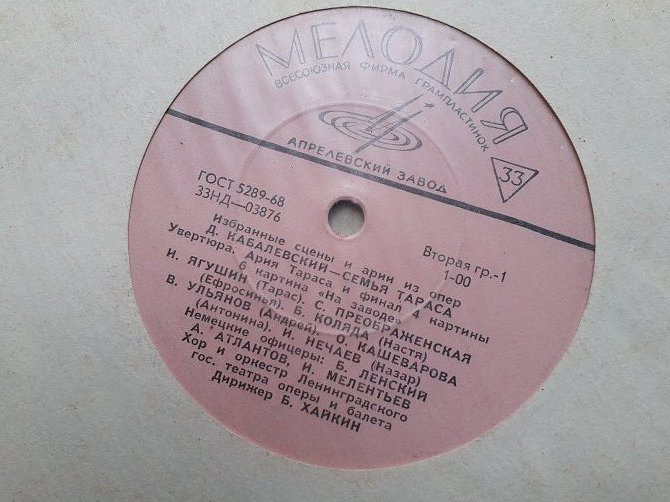 МЕЛОДИЯ
ВСЕСОЮЗНАЯ ФИРМА ГРАМПЛАСТИНОК
АПРЕЛЕВСКИЙ ЗАВОД
33
ГОСТ 5289-68
33НД—03876
Вторая гр.-1
1-00
Избранные сцены и арии из опер
Д. КАБАЛЕВСКИЙ—СЕМЬЯ ТАРАСА
Увертюра. Ария Тараса и финал 4 картины
6 картина «На заводе»
И. ЯГУШИН (Тарас). С. ПРЕОБРАЖЕНСКАЯ
(Ефросинья). Б. КОЛЯДА (Настя)
В. УЛЬЯНОВ (Андрей), О. КАШЕВАРОВА
(Антонина). И. НЕЧАЕВ (Назар)
Немецкие офицеры: Б. ЛЕНСКИЙ
А. АТЛАНТОВ, И. МЕЛЕНТЬЕВ
Хор и оркестр Ленинградского
гос. театра оперы и балета
Дирижер Б. ХАЙКИН